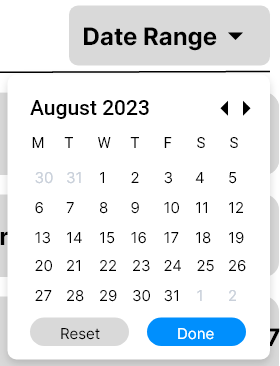 Date Range
August 2023
M T W T F S S
30 31 1 2 3 4 5
6 7 8 9 10 11 12
13 14 15 16 17 18 19
20 21 22 23 24 25 26
27 28 29 30 31 1 2
Reset Done